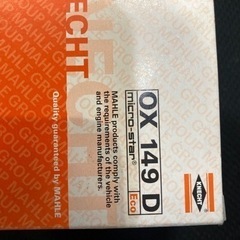 OX 149 D
micro-star® Eco
MAHLE products comply with
the requirements of the vehicle
and engine manufacturers.
KNECHT
ECHT
Quality guaranteed by MAHLE